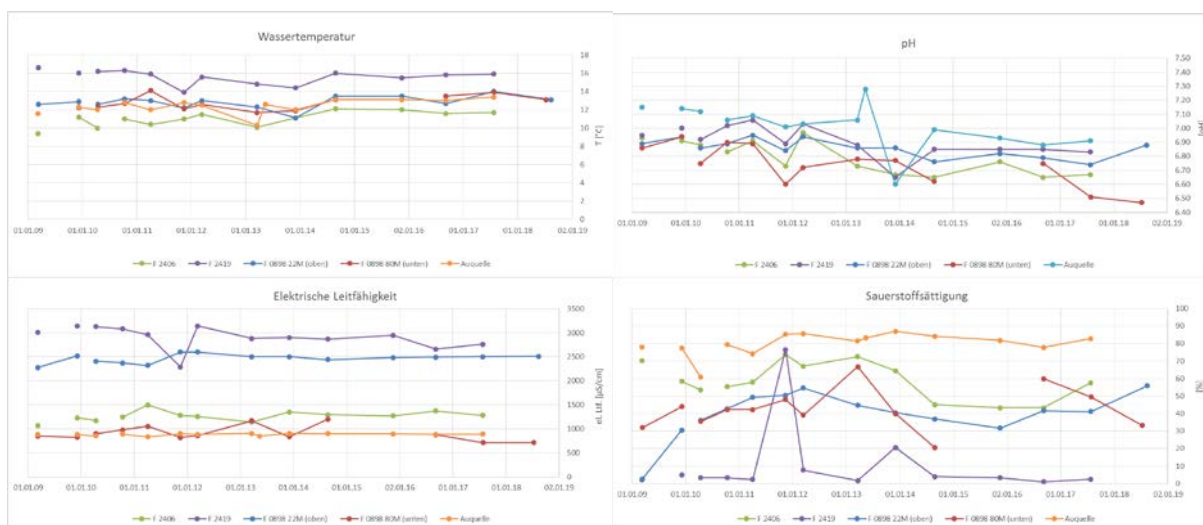 Wassertemperatur
18
16
14
12
10
8
6
4
2
0
T [°C]
01.01.09 01.01.10 01.01.11 01.01.12 01.01.13 01.01.14 01.01.15 02.01.16 01.01.17 01.01.18 02.01.19
F 2406 F 2419 F 0898 22M (oben) F 0898 80M (unten) Auquelle
pH
7.50
7.40
7.30
7.20
7.10
7.00
6.90
6.80
6.70
6.60
6.50
6.40
[pH]
01.01.09 01.01.10 01.01.11 01.01.12 01.01.13 01.01.14 01.01.15 02.01.16 01.01.17 01.01.18 02.01.19
F 2406 F 2419 F 0898 22M (oben) F 0898 80M (unten) Auquelle
Elektrische Leitfähigkeit
3500
3000
2500
2000
1500
1000
500
0
el. Ltf. [µS/cm]
01.01.09 01.01.10 01.01.11 01.01.12 01.01.13 01.01.14 01.01.15 02.01.16 01.01.17 01.01.18 02.01.19
F 2406 F 2419 F 0898 22M (oben) F 0898 80M (unten) Auquelle
Sauerstoffsättigung
100
90
80
70
60
50
40
30
20
10
0
[%]
01.01.09 01.01.10 01.01.11 01.01.12 01.01.13 01.01.14 01.01.15 02.01.16 01.01.17 01.01.18 02.01.19
F 2406 F 2419 F 0898 22M (oben) F 0898 80M (unten) Auquelle